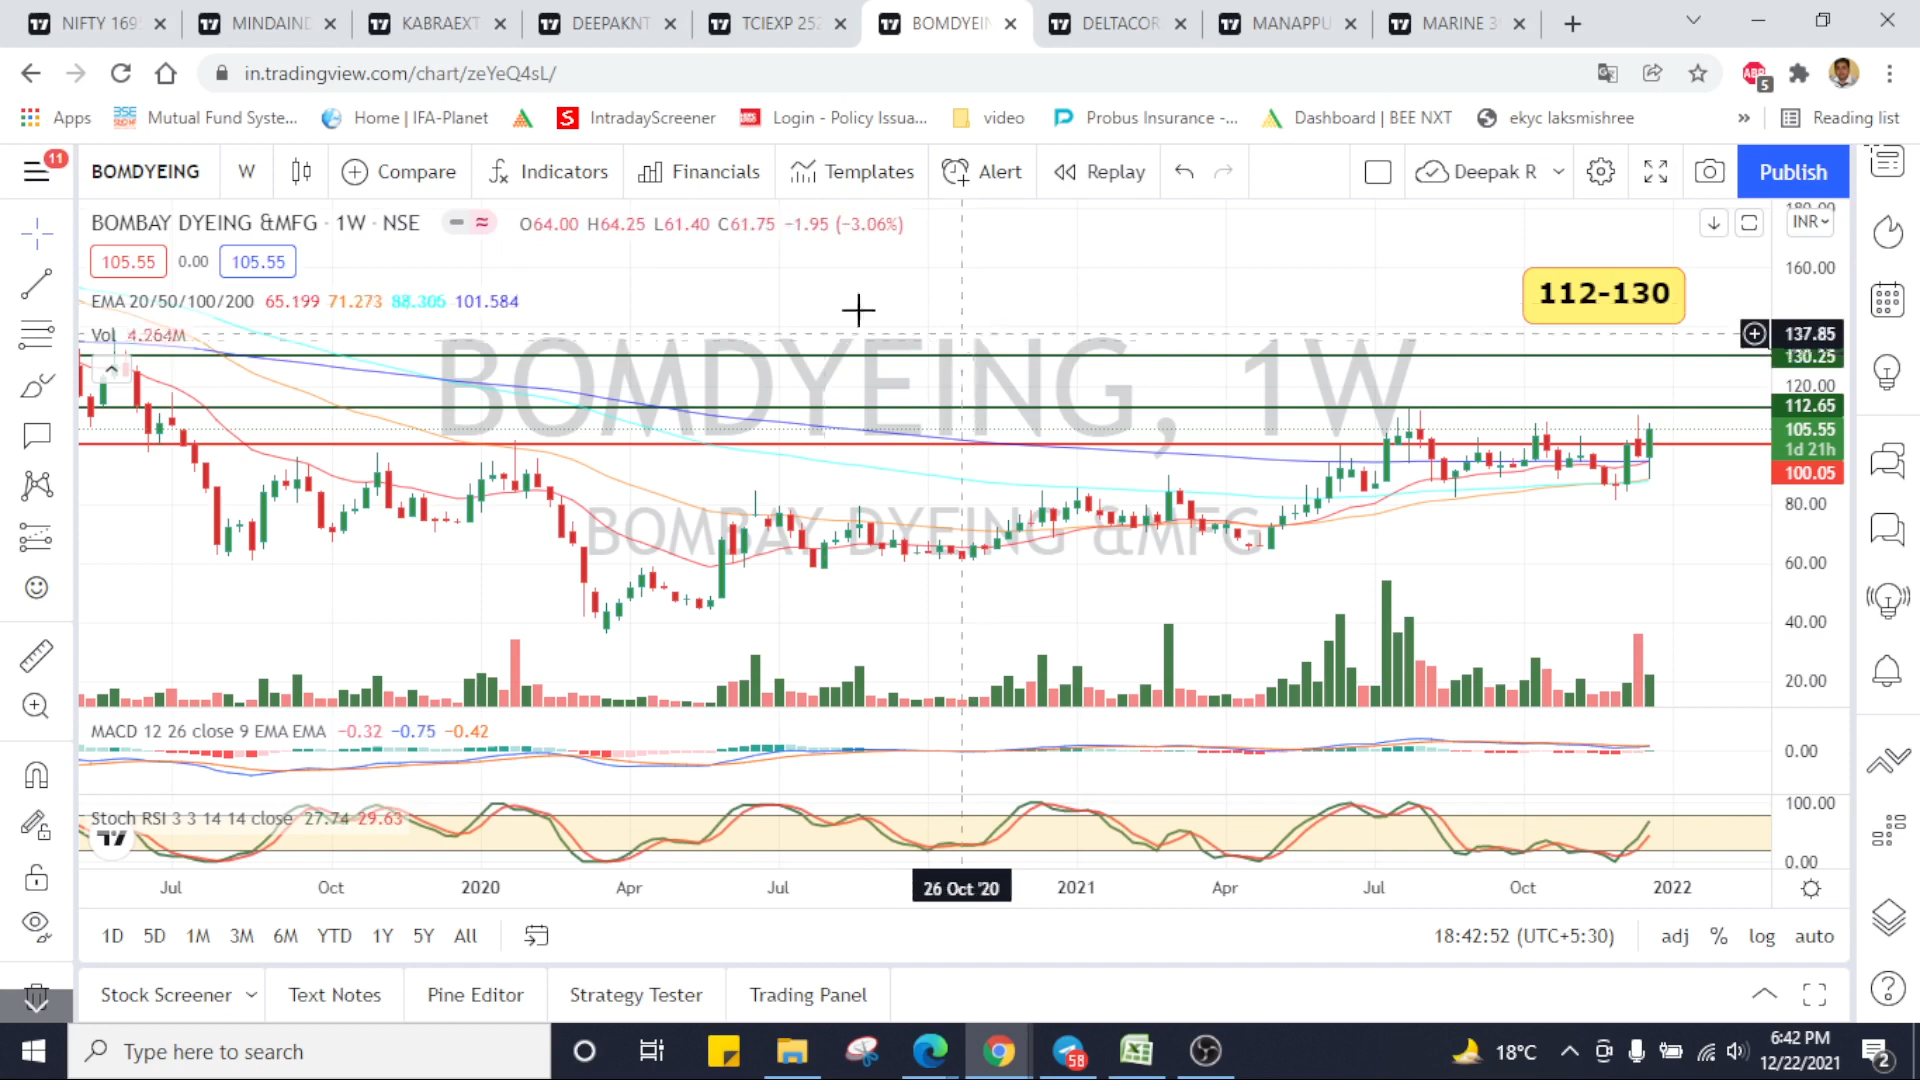 NIFTY 169
MINDAIND
KABRAEXT
DEEPAKNT
TCIEXP 252
BOMDYEIN
DELTACOR
MANAPPU
MARINE 3
in.tradingview.com/chart/zeYeQ4sL/
ABP
5
Apps
BSE
Mutual Fund Syste...
Home | IFA-Planet
S
IntradayScreener
Login - Policy Issua...
video
Probus Insurance -...
Dashboard | BEE NXT
ekyc laksmishree
»
Reading list
11
BOMDYEING
W
Compare
Indicators
Financials
Templates
Alert
Replay
Deepak R
Publish
BOMBAY DYEING &MFG · 1W · NSE
O64.00 H64.25 L61.40 C61.75 −1.95 (−3.06%)
180.00
INR
105.55 0.00 105.55
160.00
EMA 20/50/100/200 65.199 71.273 88.305 101.584
112-130
Vol 4.264M
137.85
130.25
120.00
112.65
105.55
1d 21h
100.05
80.00
60.00
40.00
20.00
BOMDYEING, 1W
BOMBAY DYEING &MFG
MACD 12 26 close 9 EMA EMA −0.32 −0.75 −0.42
0.00
100.00
Stoch RSI 3 3 14 14 close 27.74 29.63
0.00
Jul Oct 2020 Apr Jul 26 Oct '20 2021 Apr Jul Oct 2022
1D 5D 1M 3M 6M YTD 1Y 5Y All
18:42:52 (UTC+5:30)
adj % log auto
Stock Screener
Text Notes
Pine Editor
Strategy Tester
Trading Panel
Type here to search
58
18°C
6:42 PM
12/22/2021
2